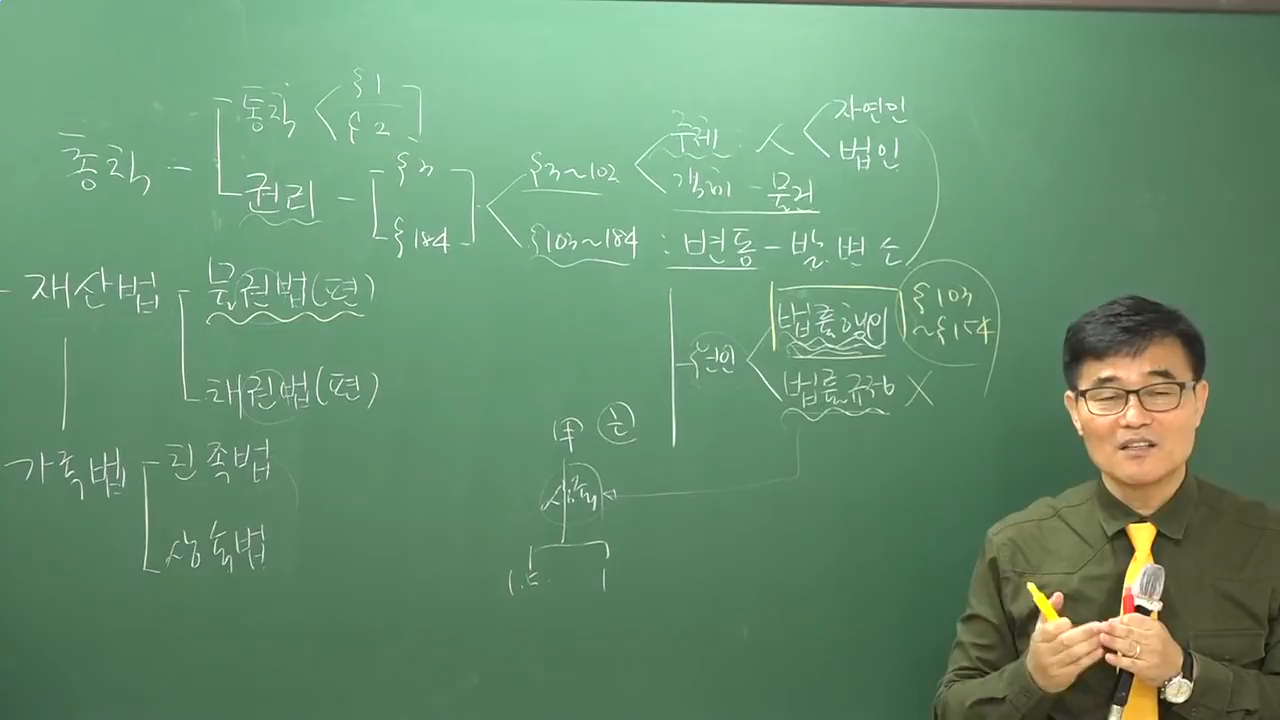 총칙 - 통칙 §1
§2
권리 - §3
§184
§3~102 주체 · 人 자연인
법인
객체 - 물건
§103~184 : 변동 - 발.변.소
원인 법률행위 §103
~§154
법률규정 X
재산법 물권법(편)
채권법(편)
가족법 친족법
상속법
甲
1
1